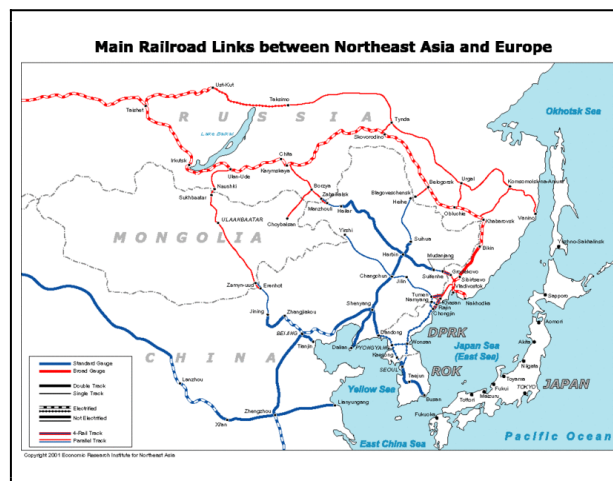 Main Railroad Links between Northeast Asia and Europe
Okhotsk Sea
Ust-Kut
Taishet
Taksimo
RUSSIA
Lake Baikal
Tynda
Skovorodino
Irkutsk
Chita
Ulan-Ude
Karymskaya
Naushki
Sukhbaatar
Borzya
Zabaikalsk
Manzhouli
Hailar
Blagoveschensk
Heihe
Belogorsk
Urgal
Komsomolsk-na-Amure
Obluche
Khabarovsk
Vanino
ULAANBAATAR
Choybalsan
MONGOLIA
Yirshi
Suihua
Bikin
Yuzhno-Sakhalinsk
Harbin
Mudanjiang
Grodekovo
Suifenhe
Sibirtsevo
Vladivostok
Zamyn-uud
Erenhot
Changchun
Jilin
Tumen
Namyang
Khasan
Rajin
Nakhodka
Chongjin
Sapporo
Jining
Zhangjiakou
Shenyang
BEIJING
Tianjin
Dandong
DPRK
Aomori
Dalian
PYONGYANG
Wonsan
Japan Sea
(East Sea)
Akita
CHINA
Kaesong
SEOUL
ROK
Niigata
Yellow Sea
Taejon
Toyama
Fukui
TOKYO
JAPAN
Lanzhou
Busan
Tottori
Maizuru
Lianyungang
Zhengzhou
Fukuoka
Xi'an
East China Sea
Pacific Ocean
Standard Gauge
Broad Gauge
Double Track
Single Track
Electrified
Not Electrified
4-Rail Track
Parallel Track
Copyright 2001 Economic Research Institute for Northeast Asia